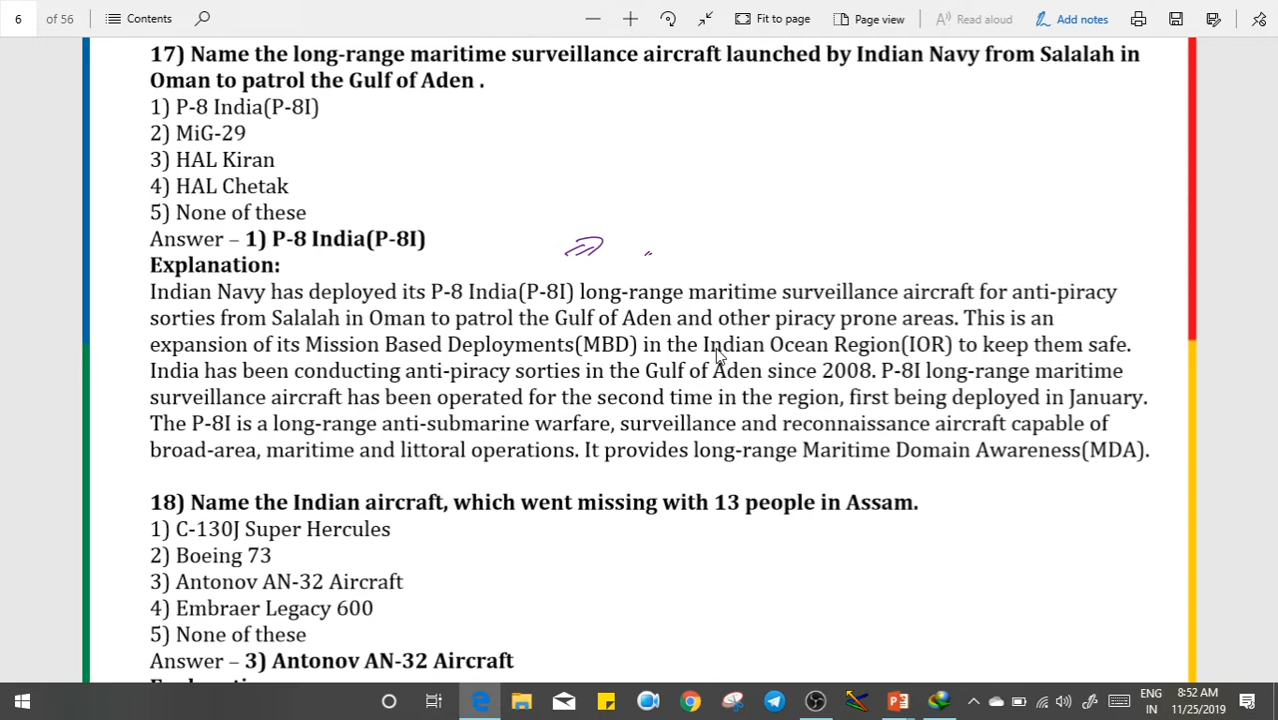 6 of 56 Contents Fit to page Page view Read aloud Add notes
17) Name the long-range maritime surveillance aircraft launched by Indian Navy from Salalah in
Oman to patrol the Gulf of Aden .
1) P-8 India(P-8I)
2) MiG-29
3) HAL Kiran
4) HAL Chetak
5) None of these
Answer – 1) P-8 India(P-8I)
Explanation:
Indian Navy has deployed its P-8 India(P-8I) long-range maritime surveillance aircraft for anti-piracy
sorties from Salalah in Oman to patrol the Gulf of Aden and other piracy prone areas. This is an
expansion of its Mission Based Deployments(MBD) in the Indian Ocean Region(IOR) to keep them safe.
India has been conducting anti-piracy sorties in the Gulf of Aden since 2008. P-8I long-range maritime
surveillance aircraft has been operated for the second time in the region, first being deployed in January.
The P-8I is a long-range anti-submarine warfare, surveillance and reconnaissance aircraft capable of
broad-area, maritime and littoral operations. It provides long-range Maritime Domain Awareness(MDA).
18) Name the Indian aircraft, which went missing with 13 people in Assam.
1) C-130J Super Hercules
2) Boeing 73
3) Antonov AN-32 Aircraft
4) Embraer Legacy 600
5) None of these
Answer – 3) Antonov AN-32 Aircraft
ENG 8:52 AM
IN 11/25/2019